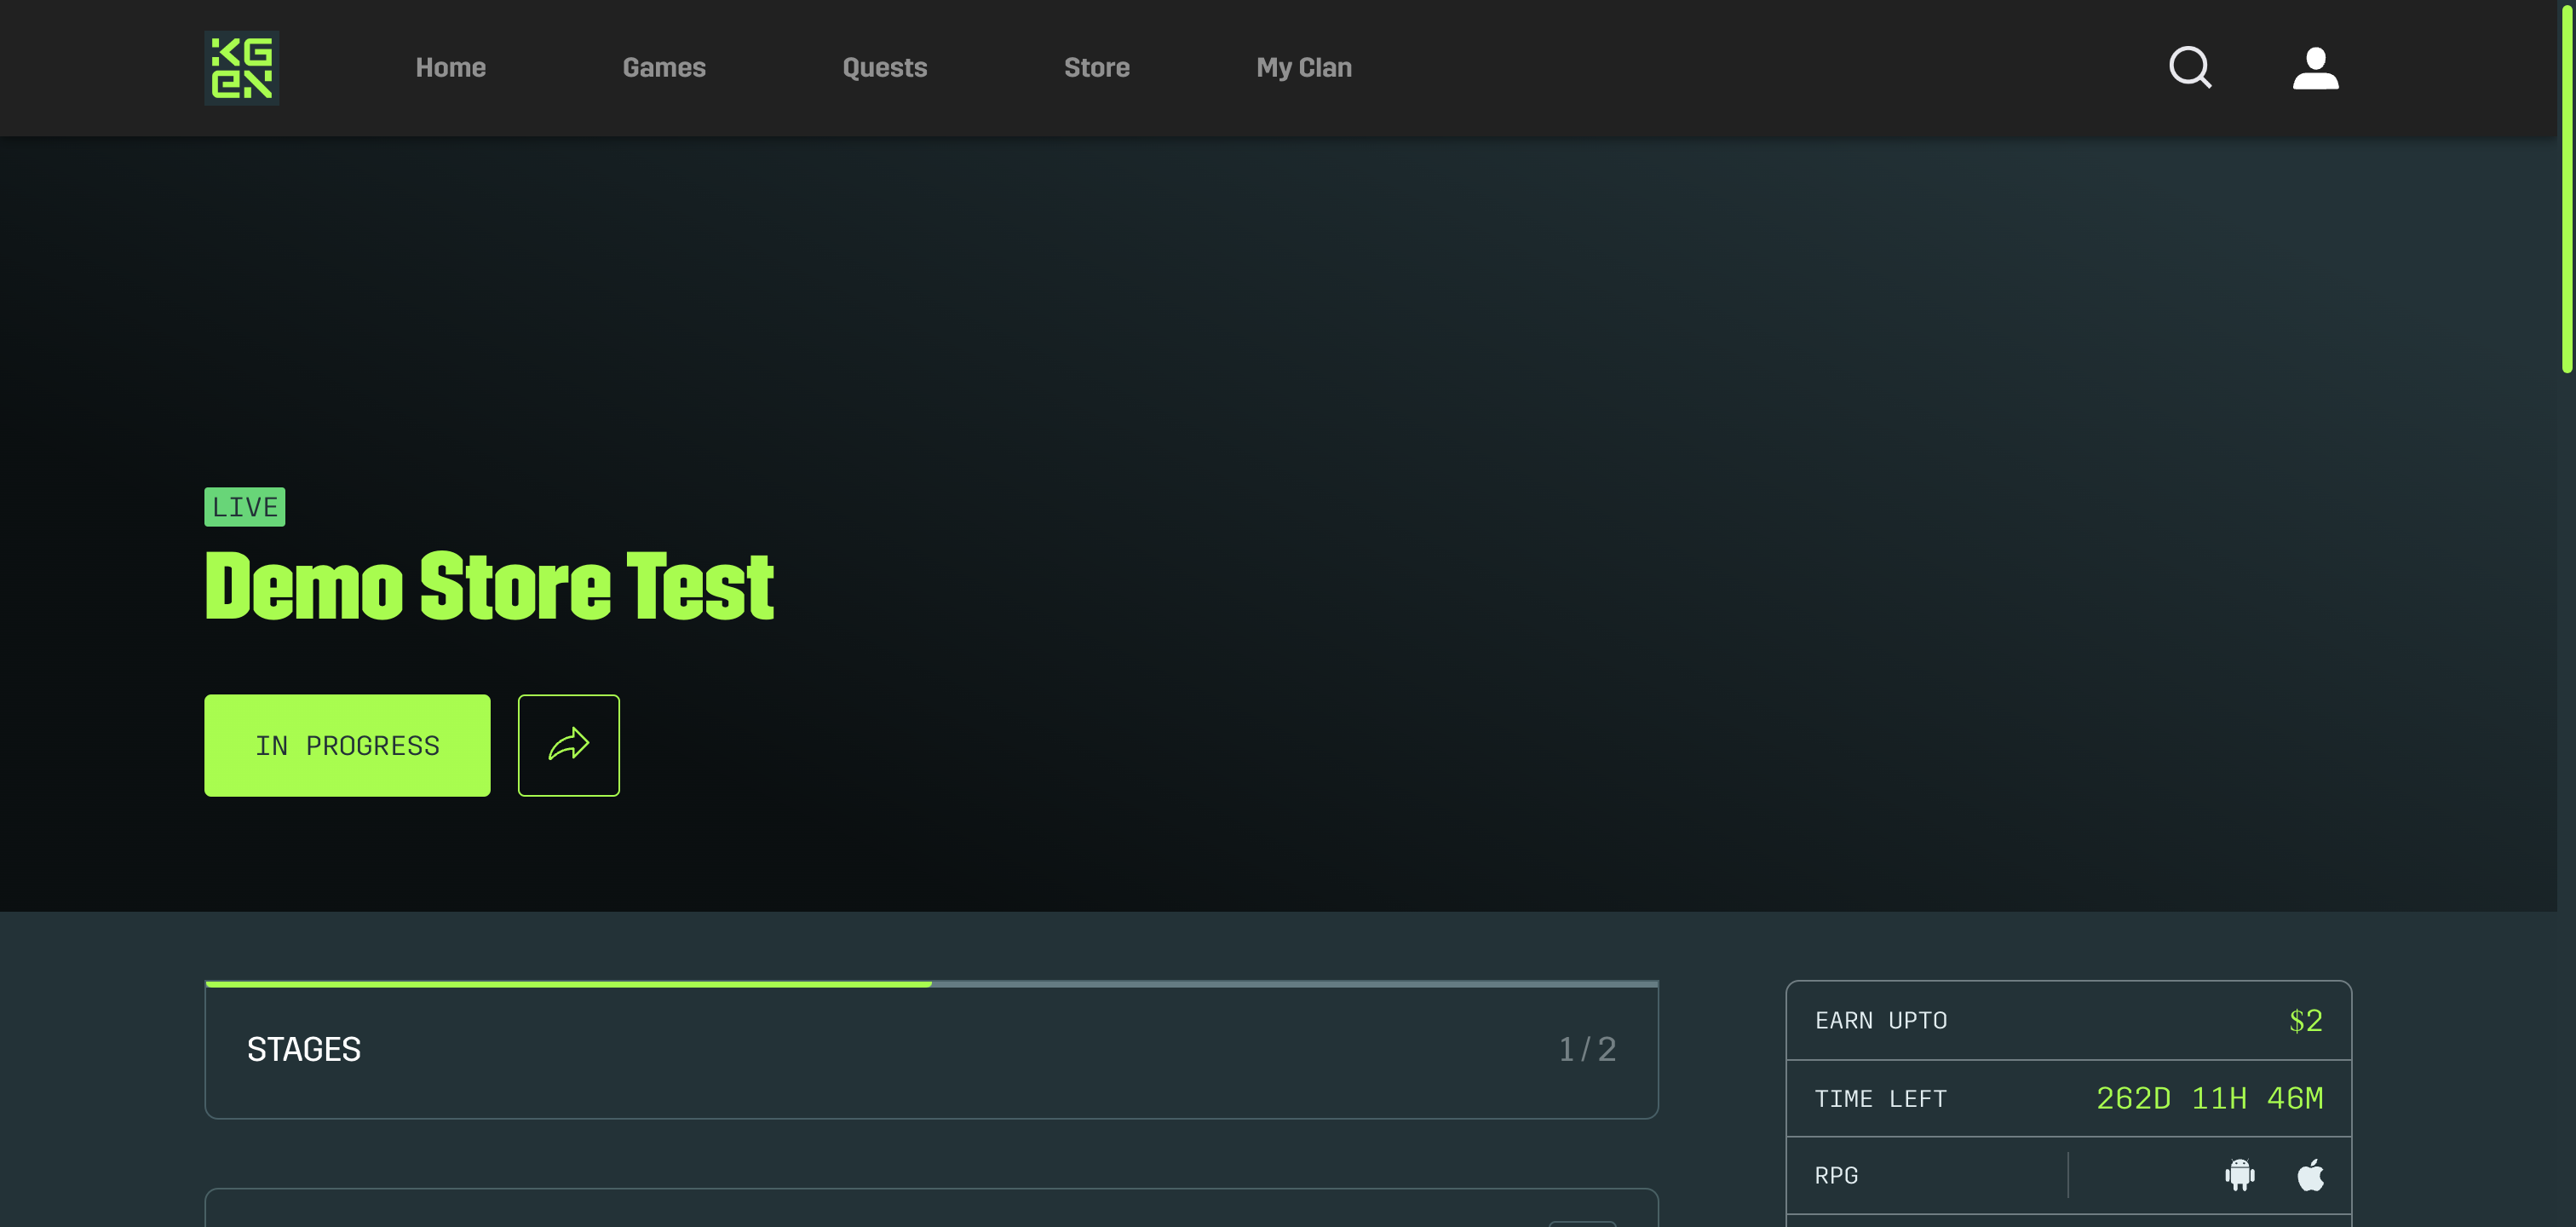 KGEN
Home Games Quests Store My Clan
LIVE
Demo Store Test
IN PROGRESS
STAGES 1/2
EARN UPTO $2
TIME LEFT 262D 11H 46M
RPG